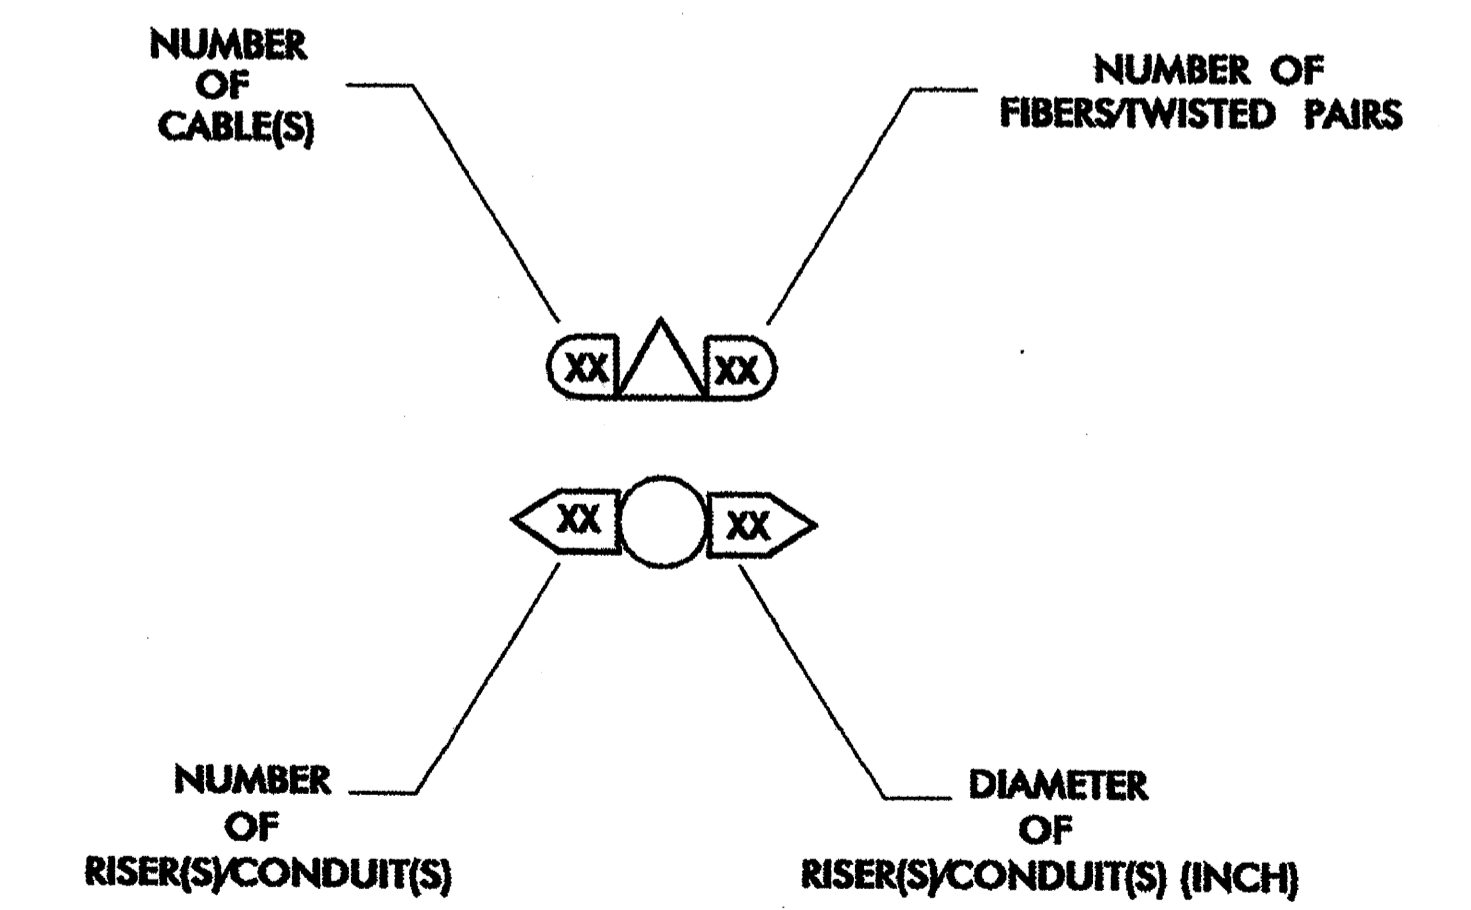 NUMBER
OF
CABLE(S)
NUMBER OF
FIBERS/TWISTED PAIRS
XX
XX
XX
XX
NUMBER
OF
RISER(S)/CONDUIT(S)
DIAMETER
OF
RISER(S)/CONDUIT(S) (INCH)